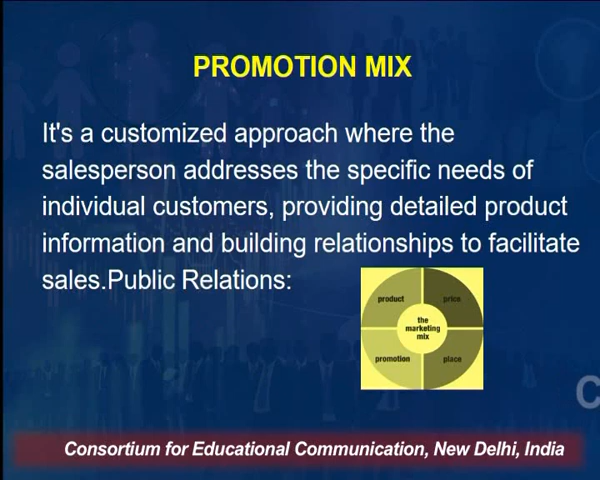 PROMOTION MIX
It's a customized approach where the
salesperson addresses the specific needs of
individual customers, providing detailed product
information and building relationships to facilitate
sales.Public Relations:
product
price
the
marketing
mix
promotion
place
C
Consortium for Educational Communication, New Delhi, India